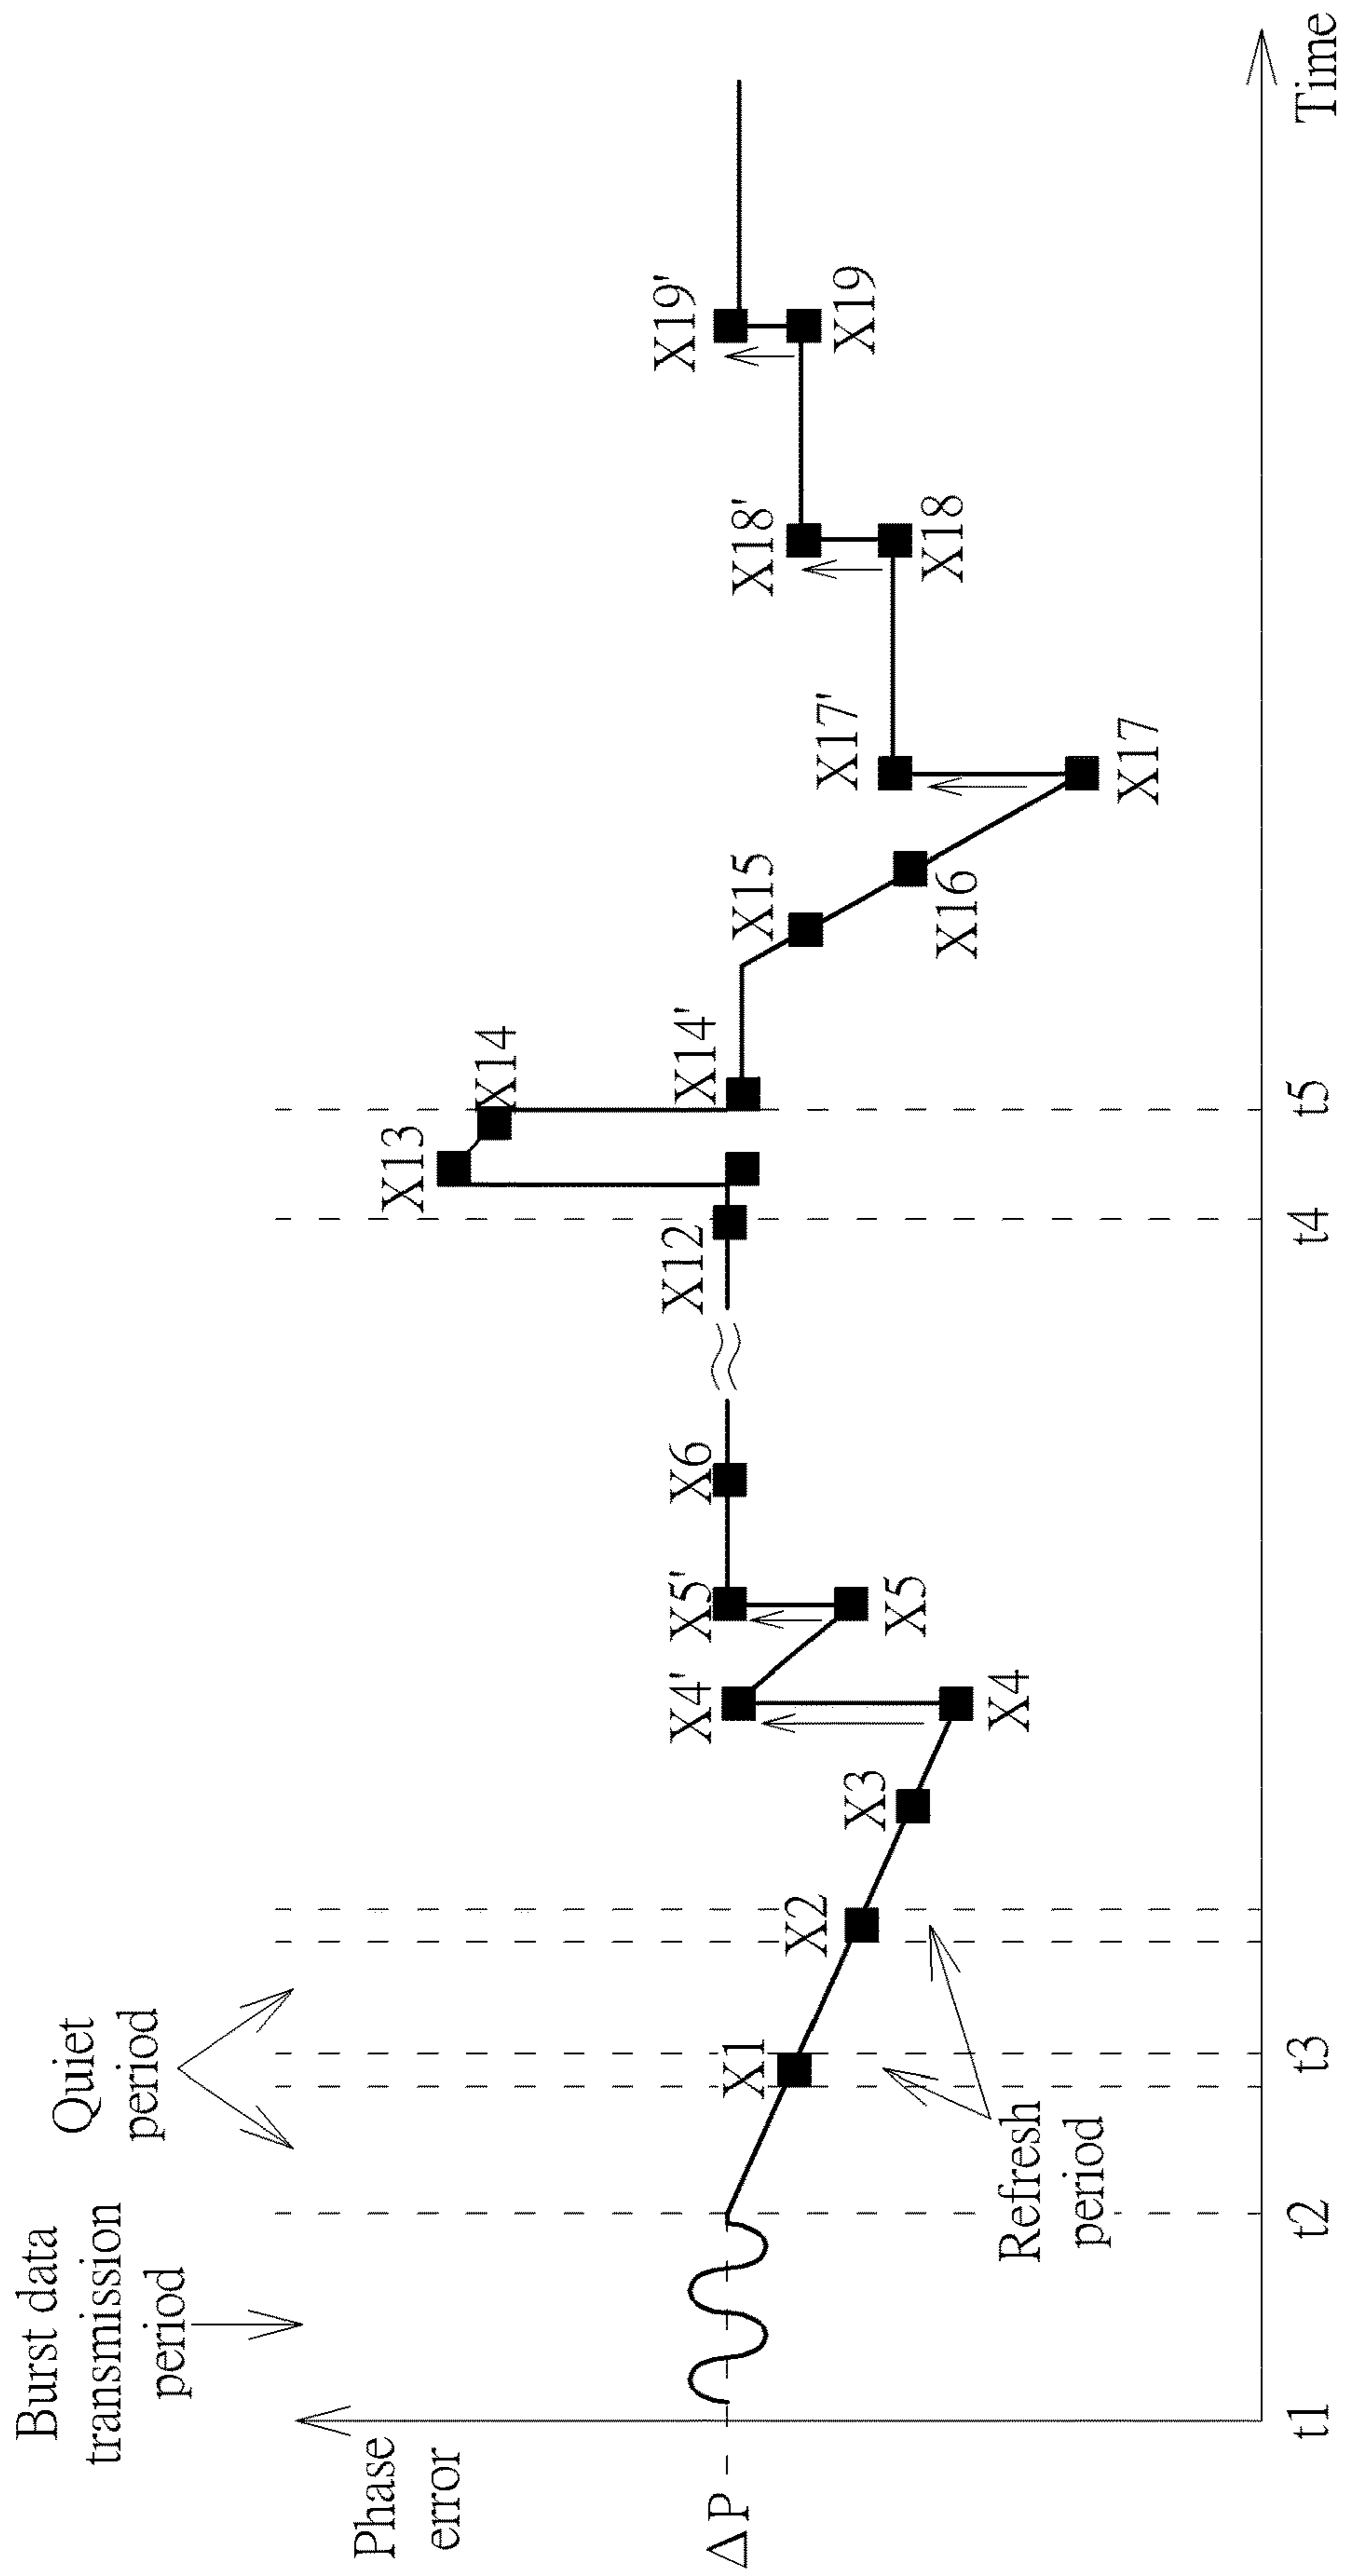 Burst data
transmission
period
Quiet
period
Phase
error
ΔP
X1
X2
X3
X4
X4'
X5
X5'
X6
X12
X13
X14
X14'
X15
X16
X17
X17'
X18
X18'
X19
X19'
Refresh
period
t1
t2
t3
t4
t5
Time